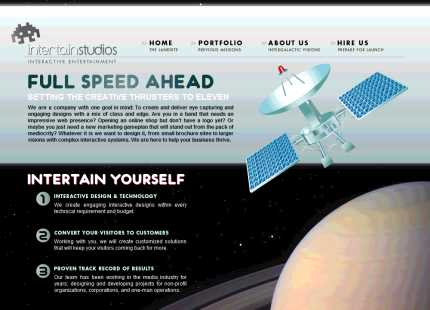 intertainstudios
INTERACTIVE ENTERTAINMENT
HOME
THE LANDSITE
PORTFOLIO
PREVIOUS MISSIONS
ABOUT US
INTERGALACTIC VISIONS
HIRE US
PREPARE FOR LAUNCH
FULL SPEED AHEAD
SETTING THE CREATIVE THRUSTERS TO ELEVEN
We are a company with one goal in mind: To create and deliver eye capturing and
engaging designs with a mix of class and edge. Are you in a band that needs an
impressive web presence? Opening an online shop but don't have a logo yet? Or
maybe you just need a new marketing gameplan that will stand out from the pack of
mediocrity? Whatever it is we want to design it, from small brochure sites to larger
visions with complex interactive systems. We are here to help your business thrive.
INTERTAIN YOURSELF
1 INTERACTIVE DESIGN & TECHNOLOGY
We create engaging interactive designs within every
technical requirement and budget.
2 CONVERT YOUR VISITORS TO CUSTOMERS
Working with you, we will create customized solutions
that will keep your visitors coming back for more.
3 PROVEN TRACK RECORD OF RESULTS
Our team has been working in the media industry for
years, designing and developing projects for non-profit
organizations, corporations, and one-man operations.